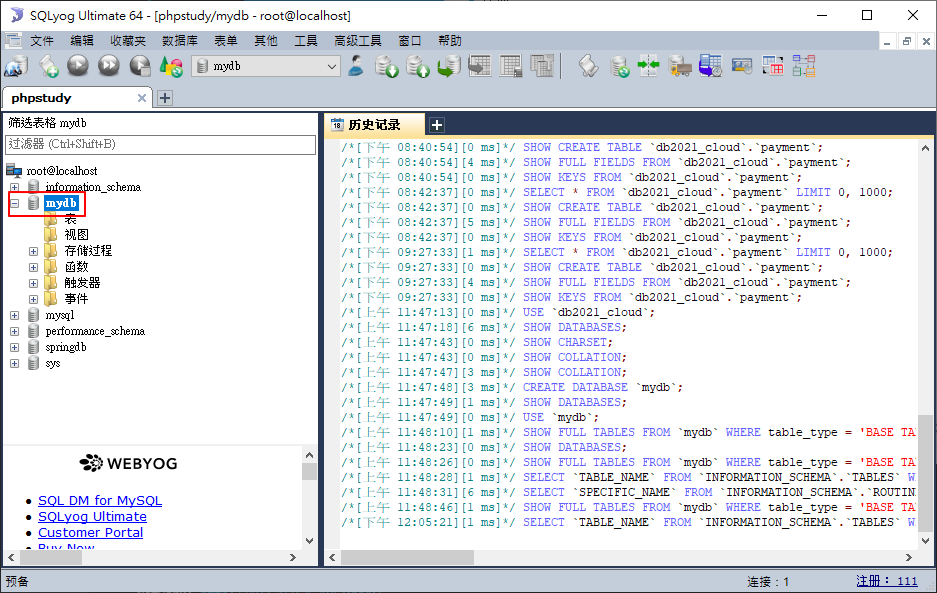 SQLyog Ultimate 64 - [phpstudy/mydb - root@localhost]
文件 编辑 收藏夹 数据库 表单 其他 工具 高级工具 窗口 帮助
mydb
phpstudy
筛选表格 mydb
过滤器 (Ctrl+Shift+B)
root@localhost
information_schema
mydb
表
视图
存储过程
函数
触发器
事件
mysql
performance_schema
springdb
sys
WEBYOG
SQL DM for MySQL
SQLyog Ultimate
Customer Portal
Buy Now
18 历史记录
/*[下午 08:40:54][0 ms]*/ SHOW CREATE TABLE `db2021_cloud`.`payment`;
/*[下午 08:40:54][4 ms]*/ SHOW FULL FIELDS FROM `db2021_cloud`.`payment`;
/*[下午 08:40:54][0 ms]*/ SHOW KEYS FROM `db2021_cloud`.`payment`;
/*[下午 08:42:37][0 ms]*/ SELECT * FROM `db2021_cloud`.`payment` LIMIT 0, 1000;
/*[下午 08:42:37][0 ms]*/ SHOW CREATE TABLE `db2021_cloud`.`payment`;
/*[下午 08:42:37][5 ms]*/ SHOW FULL FIELDS FROM `db2021_cloud`.`payment`;
/*[下午 08:42:37][0 ms]*/ SHOW KEYS FROM `db2021_cloud`.`payment`;
/*[下午 09:27:33][1 ms]*/ SELECT * FROM `db2021_cloud`.`payment` LIMIT 0, 1000;
/*[下午 09:27:33][0 ms]*/ SHOW CREATE TABLE `db2021_cloud`.`payment`;
/*[下午 09:27:33][4 ms]*/ SHOW FULL FIELDS FROM `db2021_cloud`.`payment`;
/*[下午 09:27:33][0 ms]*/ SHOW KEYS FROM `db2021_cloud`.`payment`;
/*[上午 11:47:13][0 ms]*/ USE `db2021_cloud`;
/*[上午 11:47:18][6 ms]*/ SHOW DATABASES;
/*[上午 11:47:43][0 ms]*/ SHOW CHARSET;
/*[上午 11:47:43][0 ms]*/ SHOW COLLATION;
/*[上午 11:47:47][3 ms]*/ SHOW COLLATION;
/*[上午 11:47:48][3 ms]*/ CREATE DATABASE `mydb`;
/*[上午 11:47:49][1 ms]*/ SHOW DATABASES;
/*[上午 11:47:49][0 ms]*/ USE `mydb`;
/*[上午 11:48:10][1 ms]*/ SHOW FULL TABLES FROM `mydb` WHERE table_type = 'BASE TA
/*[上午 11:48:23][0 ms]*/ SHOW DATABASES;
/*[上午 11:48:26][0 ms]*/ SHOW FULL TABLES FROM `mydb` WHERE table_type = 'BASE TA
/*[上午 11:48:28][1 ms]*/ SELECT `TABLE_NAME` FROM `INFORMATION_SCHEMA`.`TABLES` W
/*[上午 11:48:31][6 ms]*/ SELECT `SPECIFIC_NAME` FROM `INFORMATION_SCHEMA`.`ROUTIN
/*[上午 11:48:46][1 ms]*/ SHOW FULL TABLES FROM `mydb` WHERE table_type = 'BASE TA
/*[下午 12:05:21][1 ms]*/ SELECT `TABLE_NAME` FROM `INFORMATION_SCHEMA`.`TABLES` W
预备 连接：1 注册： 111